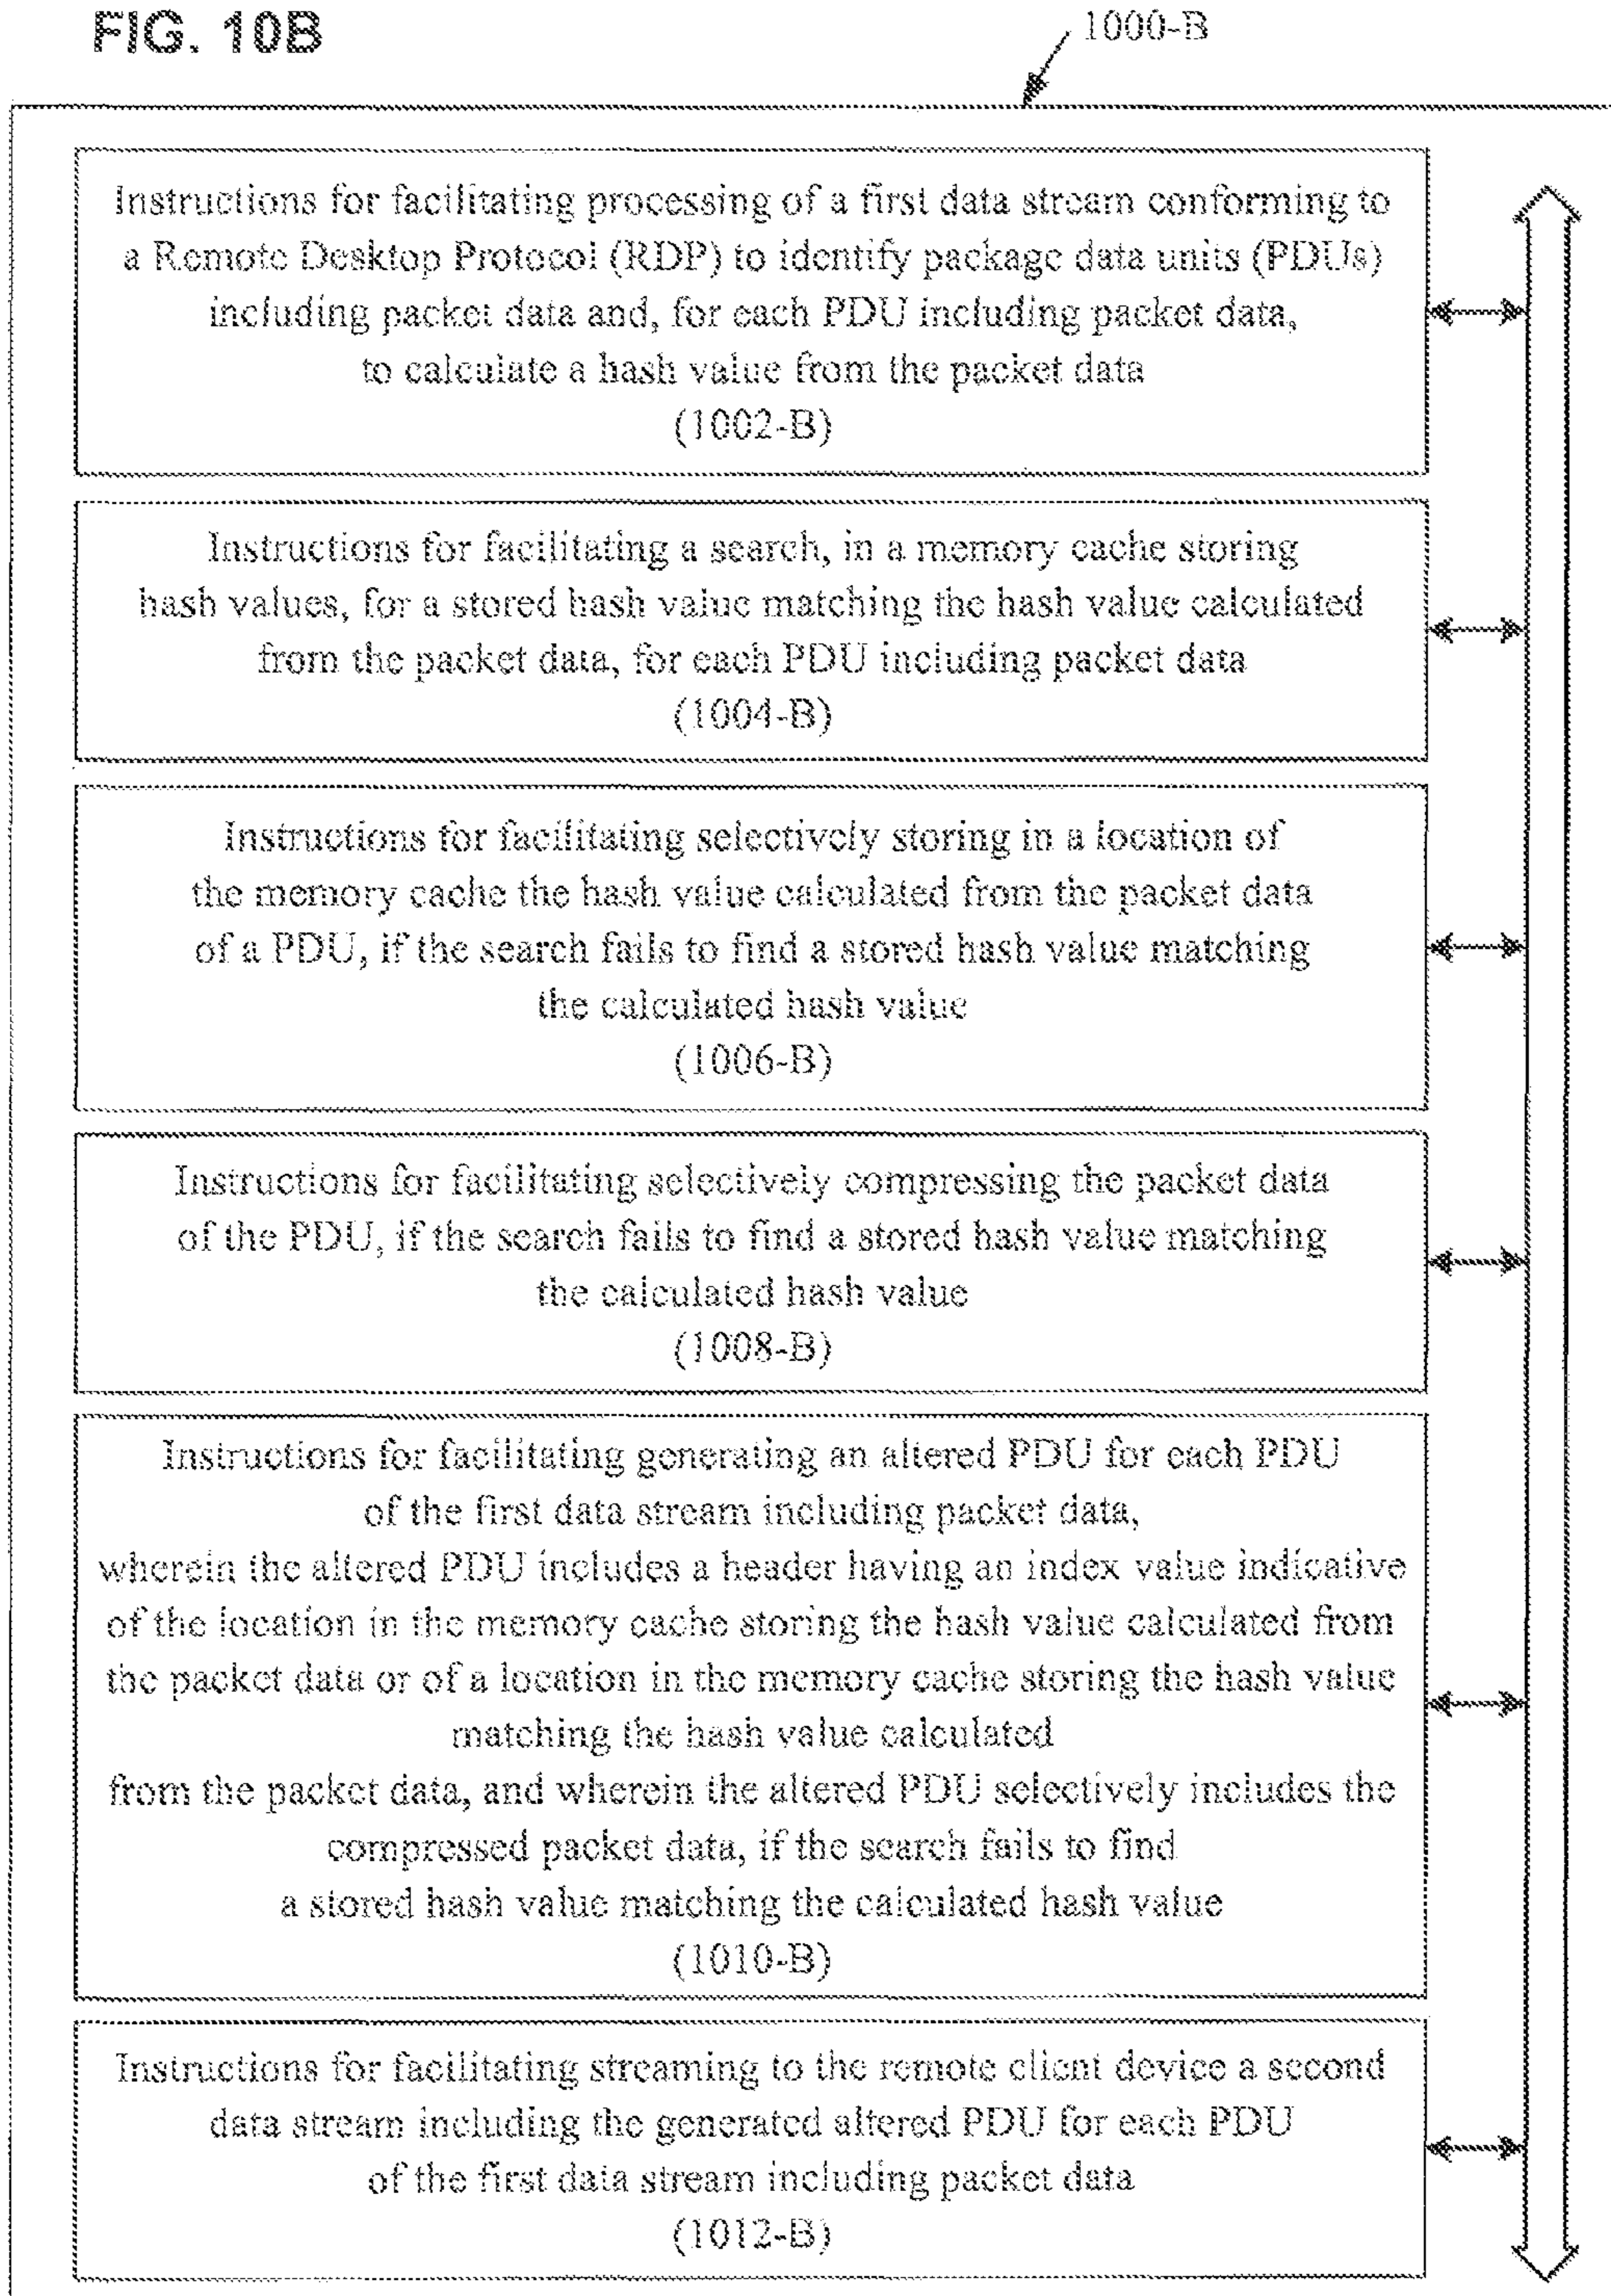 FIG. 10B
1000-B
Instructions for facilitating processing of a first data stream conforming to
a Remote Desktop Protocol (RDP) to identify package data units (PDUs)
including packet data and, for each PDU including packet data,
to calculate a hash value from the packet data
(1002-B)
Instructions for facilitating a search, in a memory cache storing
hash values, for a stored hash value matching the hash value calculated
from the packet data, for each PDU including packet data
(1004-B)
Instructions for facilitating selectively storing in a location of
the memory cache the hash value calculated from the packet data
of a PDU, if the search fails to find a stored hash value matching
the calculated hash value
(1006-B)
Instructions for facilitating selectively compressing the packet data
of the PDU, if the search fails to find a stored hash value matching
the calculated hash value
(1008-B)
Instructions for facilitating generating an altered PDU for each PDU
of the first data stream including packet data,
wherein the altered PDU includes a header having an index value indicative
of the location in the memory cache storing the hash value calculated from
the packet data or of a location in the memory cache storing the hash value
matching the hash value calculated
from the packet data, and wherein the altered PDU selectively includes the
compressed packet data, if the search fails to find
a stored hash value matching the calculated hash value
(1010-B)
Instructions for facilitating streaming to the remote client device a second
data stream including the generated altered PDU for each PDU
of the first data stream including packet data
(1012-B)